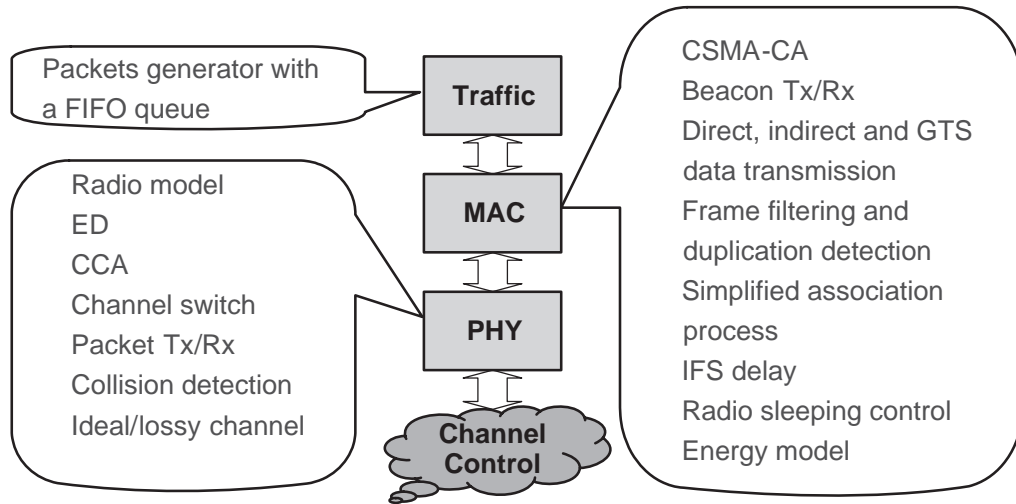 Packets generator with
a FIFO queue
Traffic
MAC
PHY
Channel
Control
Radio model
ED
CCA
Channel switch
Packet Tx/Rx
Collision detection
Ideal/lossy channel
CSMA-CA
Beacon Tx/Rx
Direct, indirect and GTS
data transmission
Frame filtering and
duplication detection
Simplified association
process
IFS delay
Radio sleeping control
Energy model